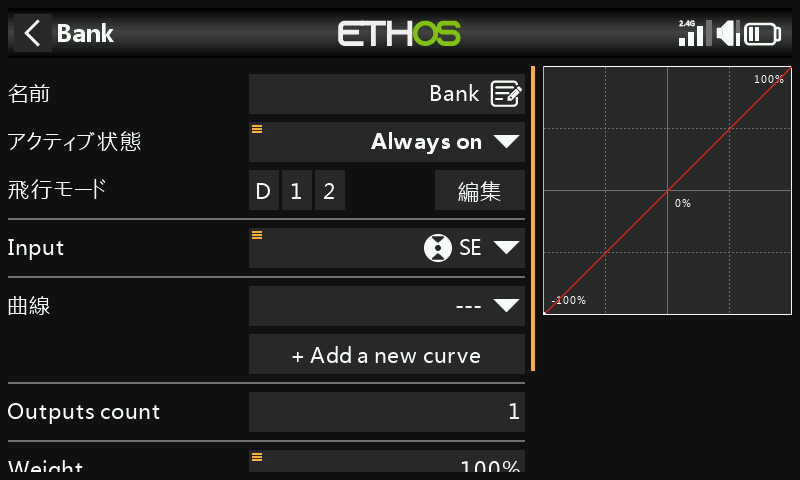 Bank
ETHOS
2.4G
名前
Bank
アクティブ状態
Always on
飛行モード
D 1 2
編集
Input
SE
曲線
---
+ Add a new curve
Outputs count
1
Weight
100%
100%
0%
-100%